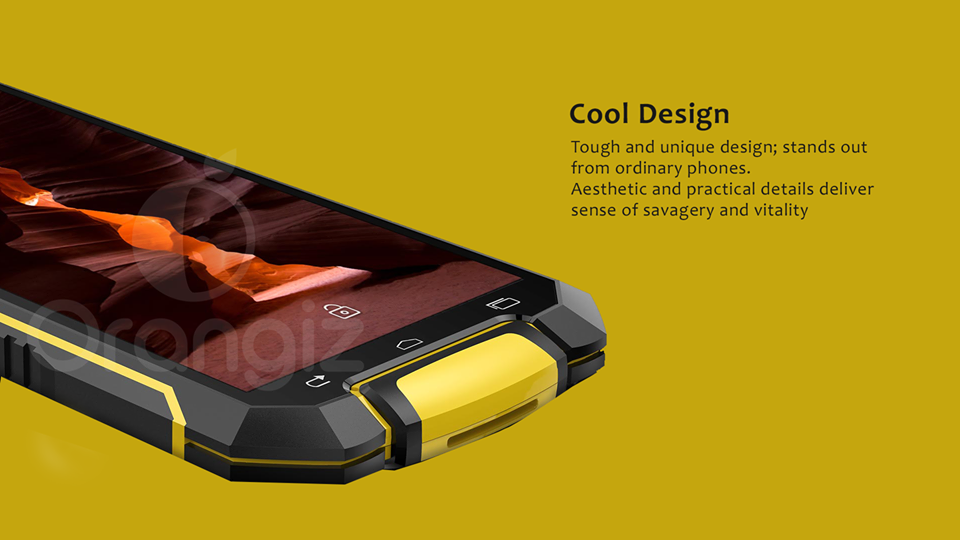 Cool Design
Tough and unique design; stands out
from ordinary phones.
Aesthetic and practical details deliver
sense of savagery and vitality
Orangiz